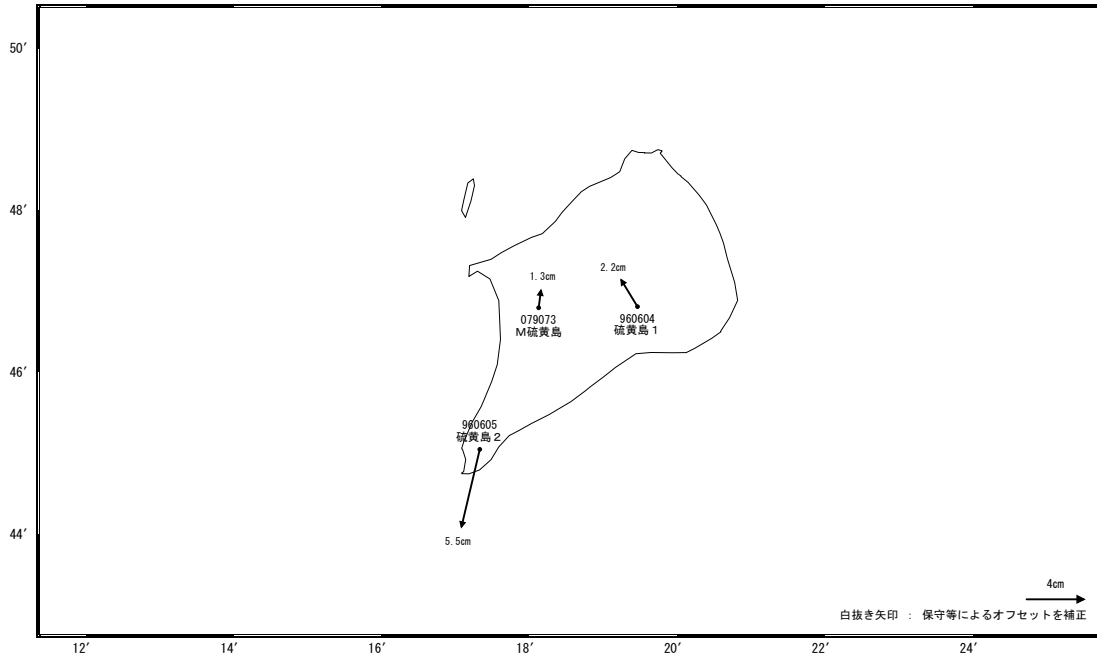 50′
48′
46′
44′
1.3cm
079073
M硫黄島
2.2cm
960604
硫黄島1
960605
硫黄島2
5.5cm
4cm
白抜き矢印 : 保守等によるオフセットを補正
12′
14′
16′
18′
20′
22′
24′